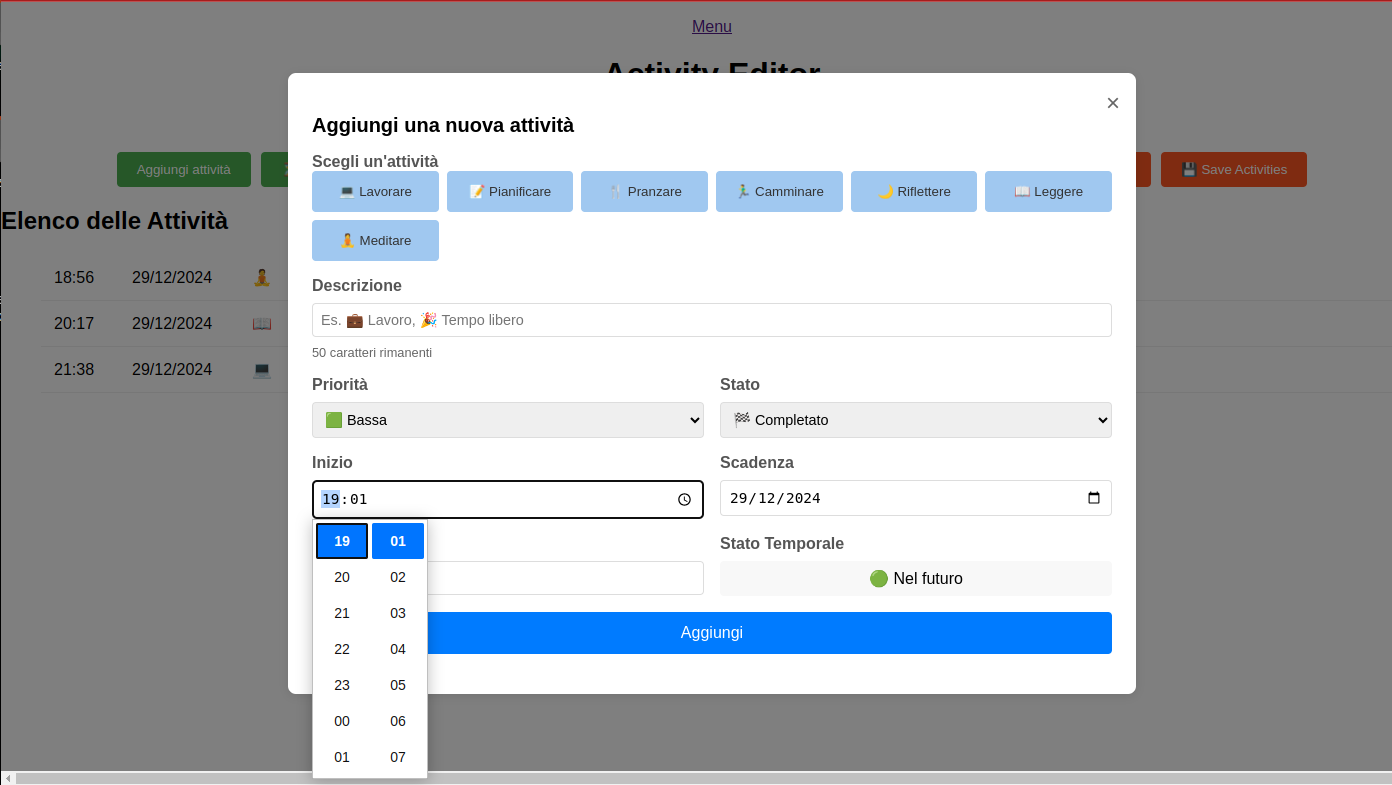 Menu
Activity Editor
Aggiungi attività
💾 Save Activities
Elenco delle Attività
18:56 29/12/2024 🧘
20:17 29/12/2024 📖
21:38 29/12/2024 💻
×
Aggiungi una nuova attività
Scegli un'attività
💻 Lavorare 📝 Pianificare 🍴 Pranzare 🏃‍♂️ Camminare 🌙 Riflettere 📖 Leggere
🧘 Meditare
Descrizione
Es. 💼 Lavoro, 🎉 Tempo libero
50 caratteri rimanenti
Priorità Stato
🟩 Bassa 🏁 Completato
Inizio Scadenza
19:01 29/12/2024
Stato Temporale
🟢 Nel futuro
Aggiungi
19 01
20 02
21 03
22 04
23 05
00 06
01 07